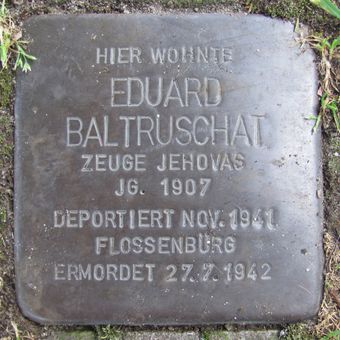 HIER WOHNTE
EDUARD
BALTRUSCHAT
ZEUGE JEHOVAS
JG. 1907
DEPORTIERT NOV. 1941
FLOSSENBÜRG
ERMORDET 27.7.1942